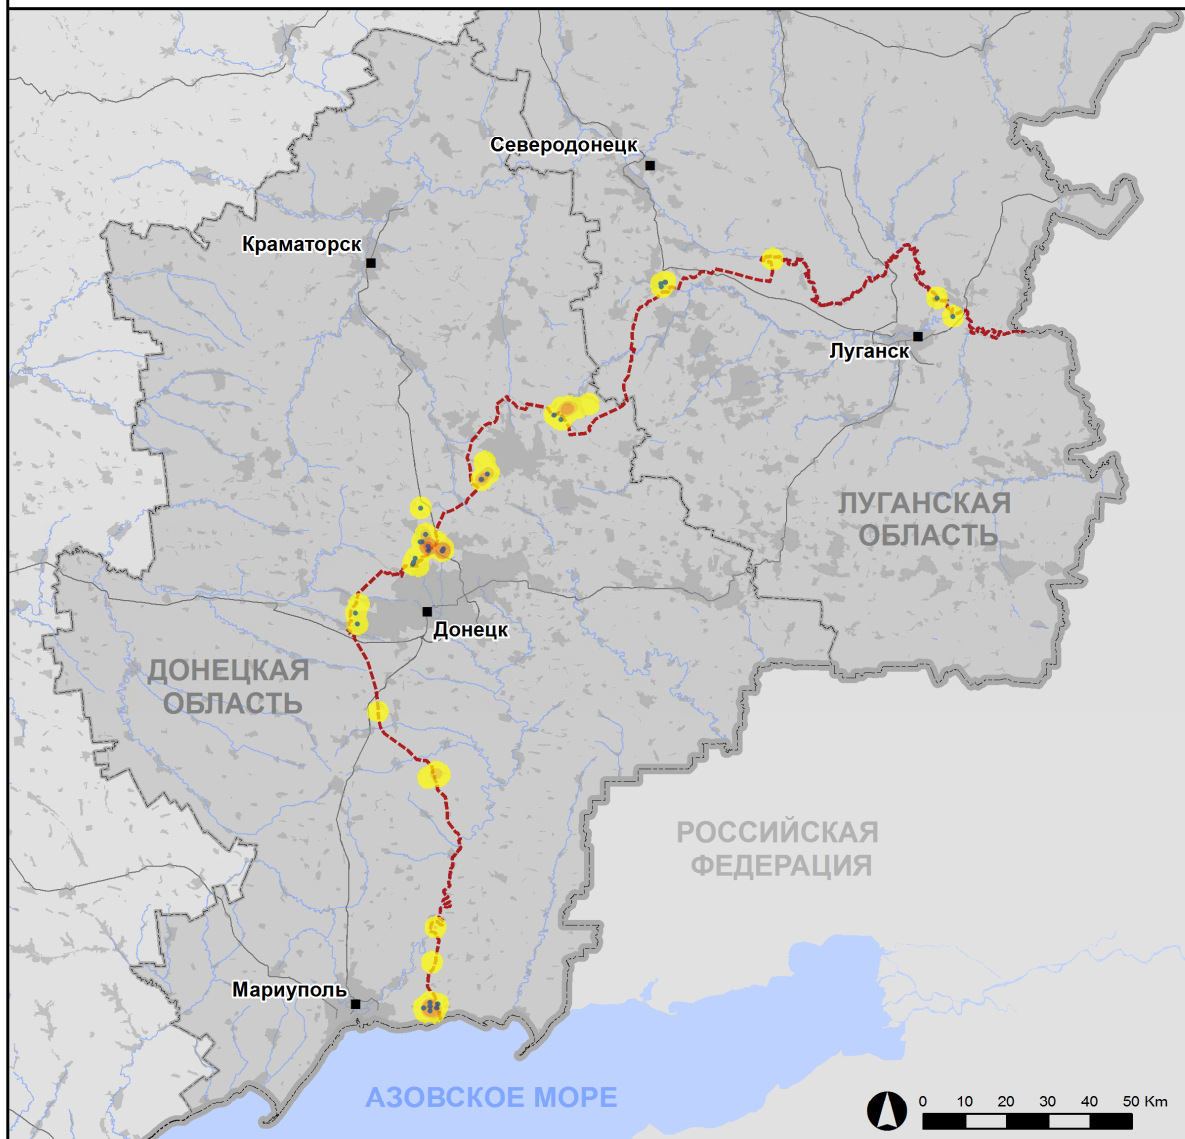 Северодонецк
Краматорск
Луганск
ЛУГАНСКАЯ
ОБЛАСТЬ
Донецк
ДОНЕЦКАЯ
ОБЛАСТЬ
РОССИЙСКАЯ
ФЕДЕРАЦИЯ
Мариуполь
АЗОВСКОЕ МОРЕ
0 10 20 30 40 50 Km